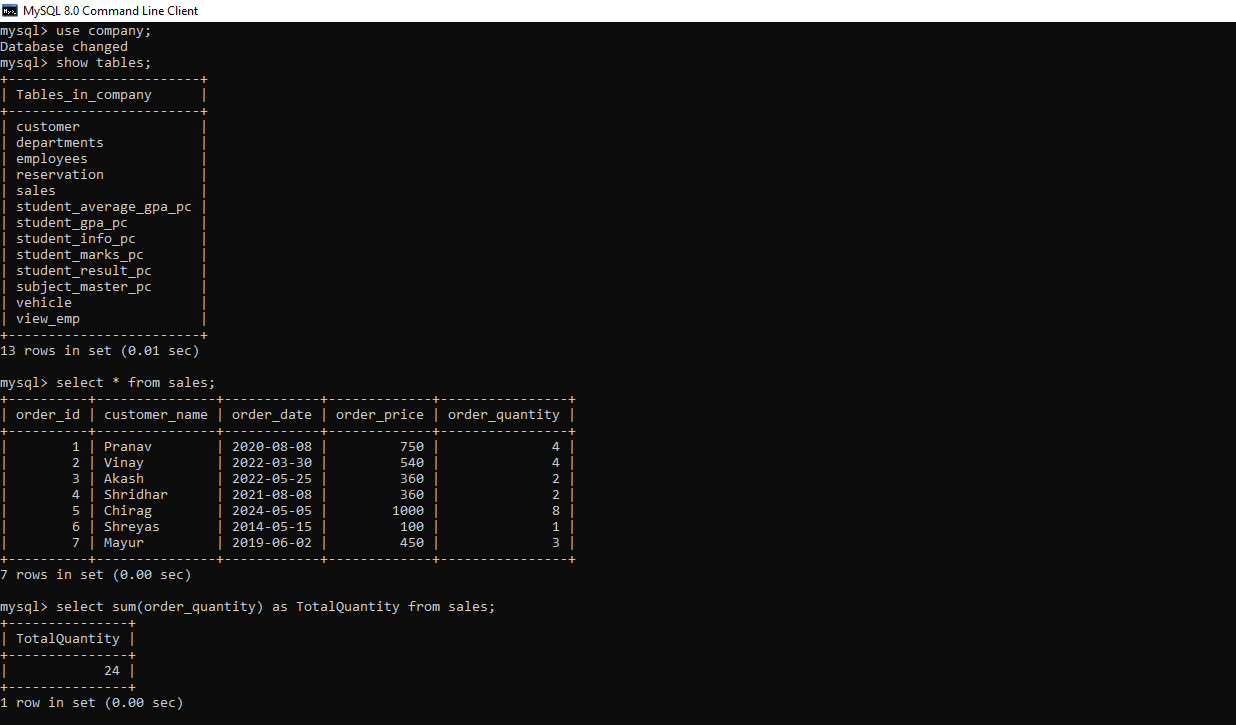 MySQL 8.0 Command Line Client
mysql> use company;
Database changed
mysql> show tables;
+------------------------+
| Tables_in_company      |
+------------------------+
| customer               |
| departments            |
| employees              |
| reservation            |
| sales                  |
| student_average_gpa_pc |
| student_gpa_pc         |
| student_info_pc        |
| student_marks_pc       |
| student_result_pc      |
| subject_master_pc      |
| vehicle                |
| view_emp               |
+------------------------+
13 rows in set (0.01 sec)

mysql> select * from sales;
+----------+---------------+------------+-------------+----------------+
| order_id | customer_name | order_date | order_price | order_quantity |
+----------+---------------+------------+-------------+----------------+
|        1 | Pranav        | 2020-08-08 |         750 |              4 |
|        2 | Vinay         | 2022-03-30 |         540 |              4 |
|        3 | Akash         | 2022-05-25 |         360 |              2 |
|        4 | Shridhar      | 2021-08-08 |         360 |              2 |
|        5 | Chirag        | 2024-05-05 |        1000 |              8 |
|        6 | Shreyas       | 2014-05-15 |         100 |              1 |
|        7 | Mayur         | 2019-06-02 |         450 |              3 |
+----------+---------------+------------+-------------+----------------+
7 rows in set (0.00 sec)

mysql> select sum(order_quantity) as TotalQuantity from sales;
+---------------+
| TotalQuantity |
+---------------+
|            24 |
+---------------+
1 row in set (0.00 sec)